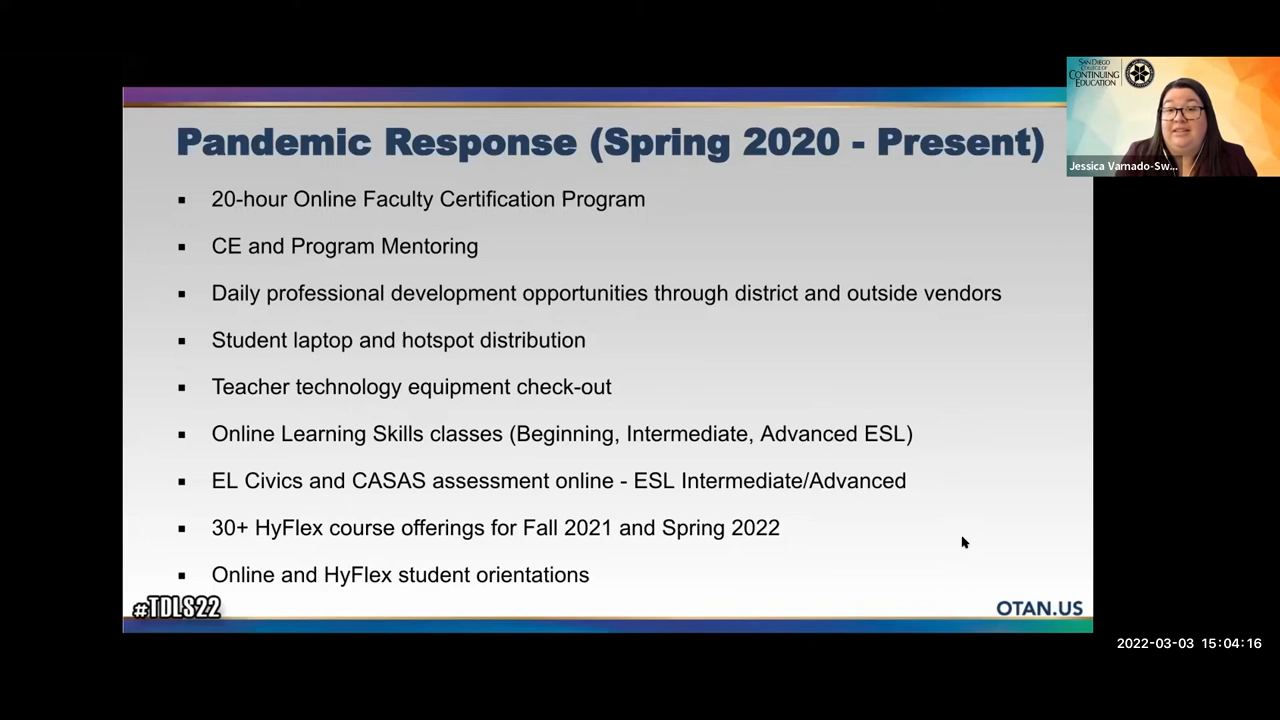 SAN DIEGO
COLLEGE OF
CONTINUING
EDUCATION
Jessica Varnado-Sw...
Pandemic Response (Spring 2020 - Present)
▪ 20-hour Online Faculty Certification Program
▪ CE and Program Mentoring
▪ Daily professional development opportunities through district and outside vendors
▪ Student laptop and hotspot distribution
▪ Teacher technology equipment check-out
▪ Online Learning Skills classes (Beginning, Intermediate, Advanced ESL)
▪ EL Civics and CASAS assessment online - ESL Intermediate/Advanced
▪ 30+ HyFlex course offerings for Fall 2021 and Spring 2022
▪ Online and HyFlex student orientations
#TDLS22
OTAN.US
2022-03-03 15:04:16